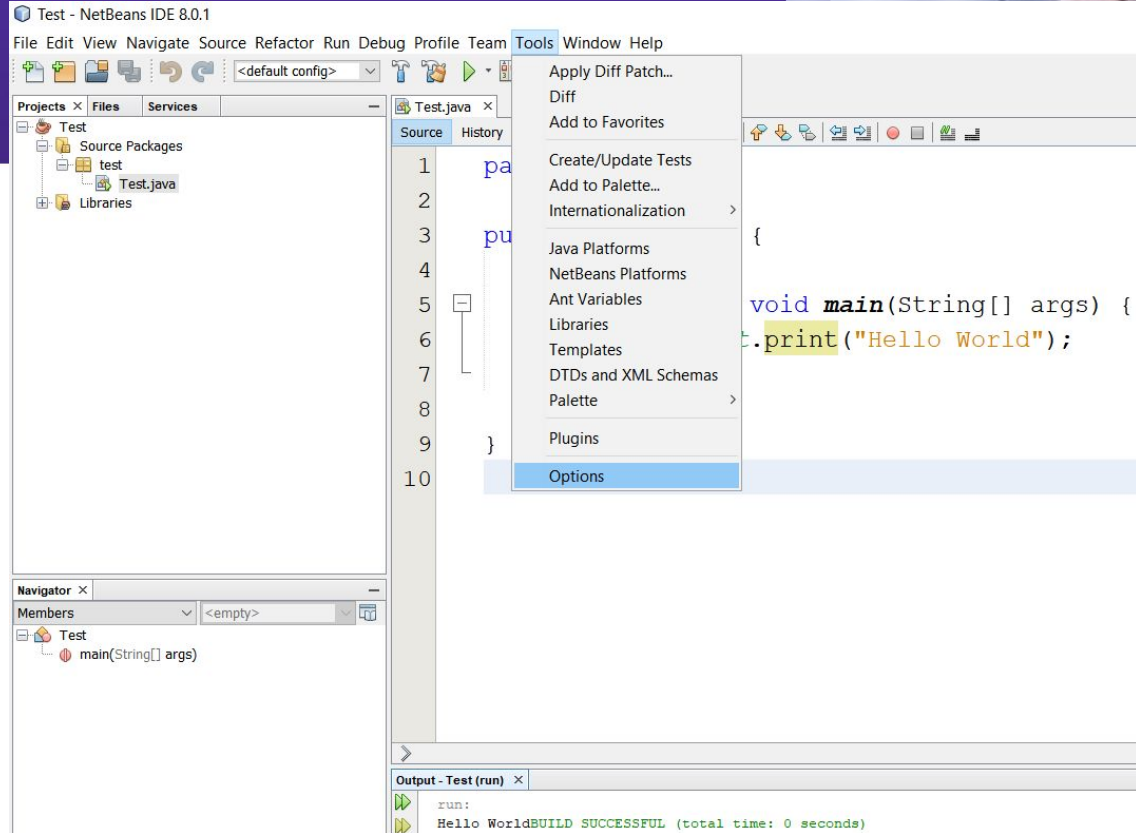 Test - NetBeans IDE 8.0.1
File Edit View Navigate Source Refactor Run Debug Profile Team Tools Window Help
<default config>
Projects Files Services
Test
Source Packages
test
Test.java
Libraries
Test.java
Source History
Apply Diff Patch...
Diff
Add to Favorites
Create/Update Tests
Add to Palette...
Internationalization
Java Platforms
NetBeans Platforms
Ant Variables
Libraries
Templates
DTDs and XML Schemas
Palette
Plugins
Options
1 pa
2
3 pu {
4
5 void main(String[] args) {
6 .print("Hello World");
7
8
9 }
10
Navigator
Members <empty>
Test
main(String[] args)
Output - Test (run)
run:
Hello WorldBUILD SUCCESSFUL (total time: 0 seconds)